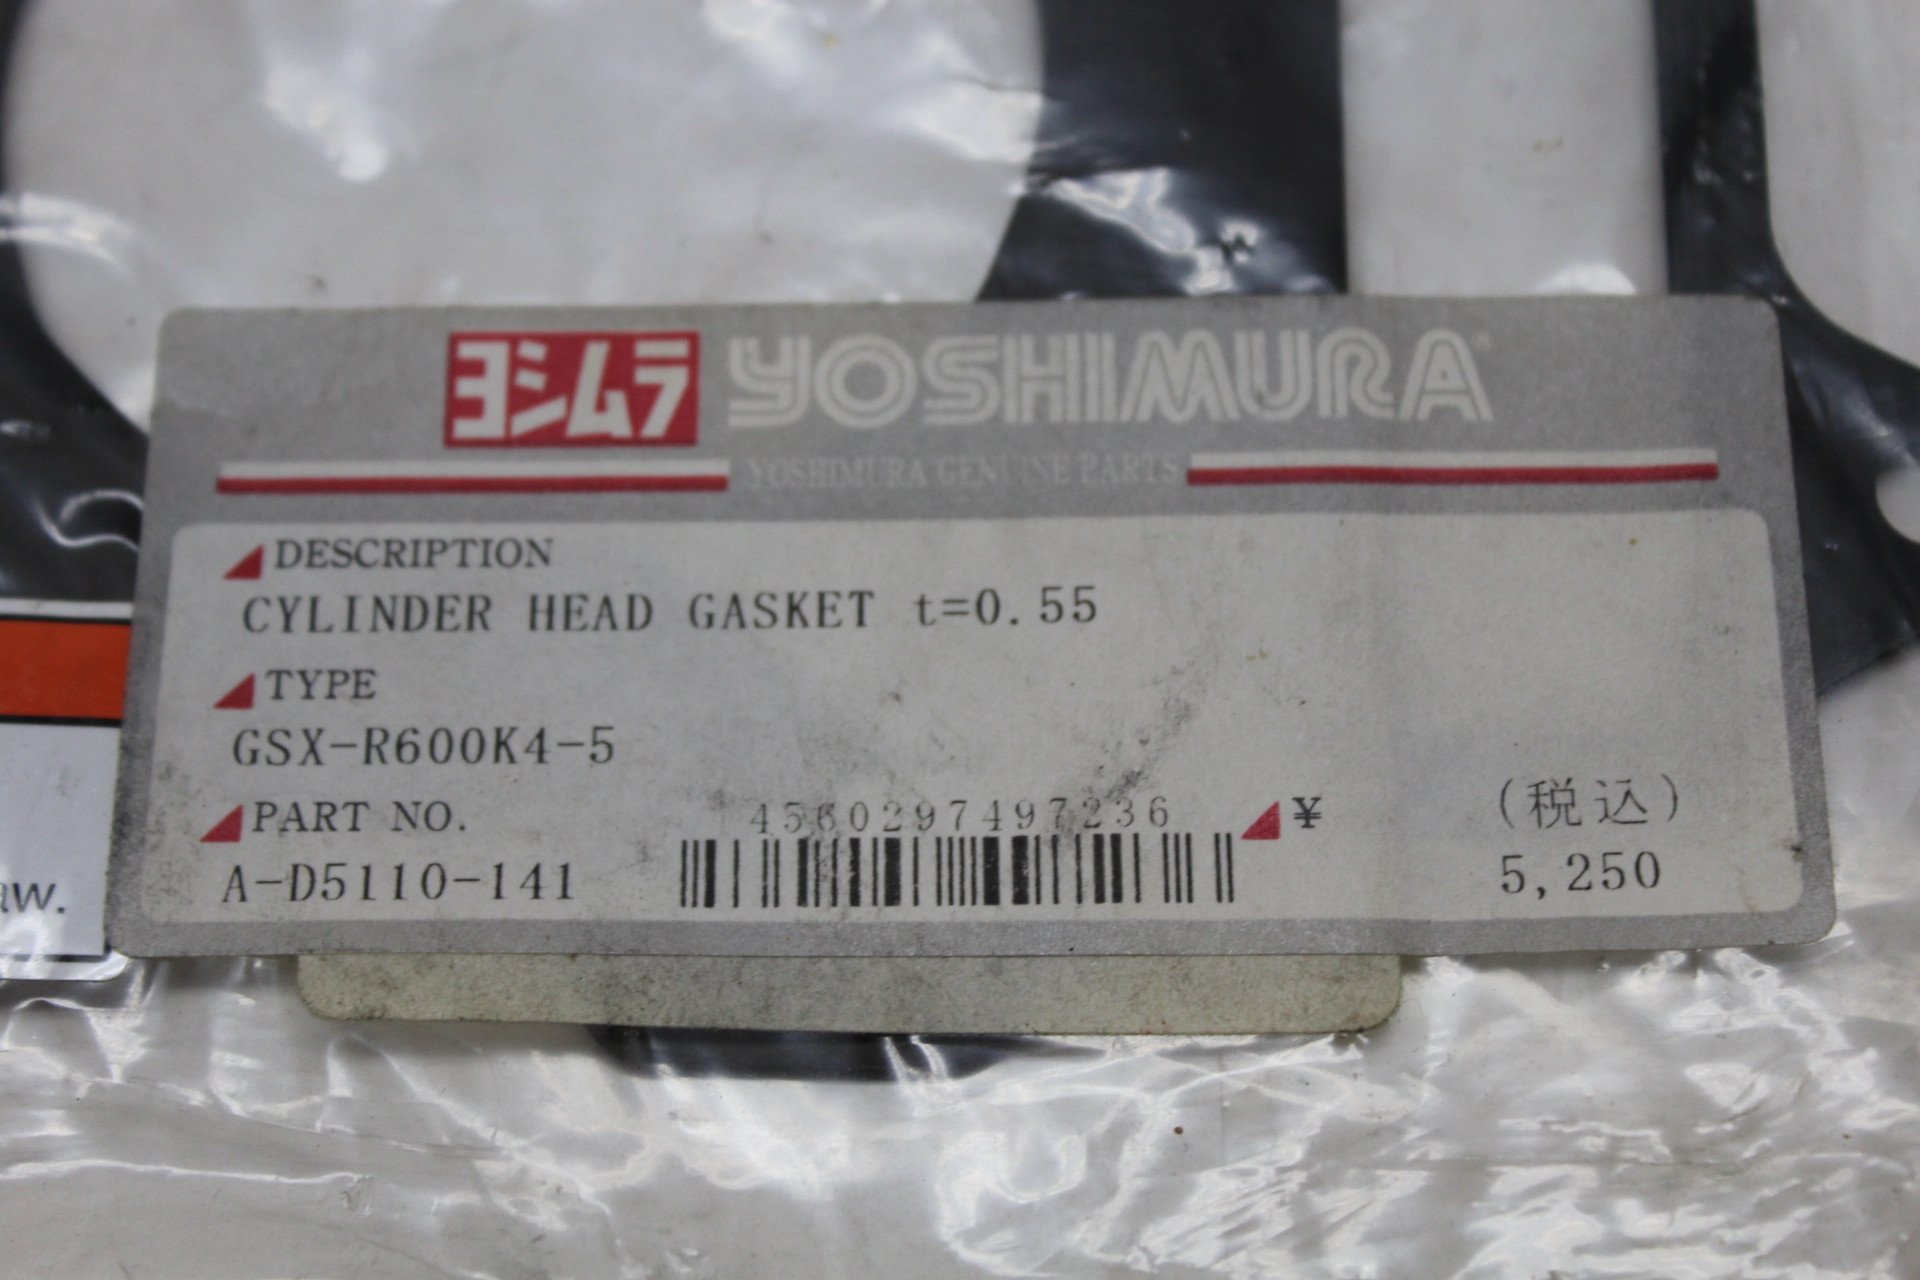 ヨシムラ YOSHIMURA
YOSHIMURA GENUINE PARTS
DESCRIPTION
CYLINDER HEAD GASKET t=0.55
TYPE
GSX-R600K4-5
PART NO.
A-D5110-141
4560297497236
¥ (税込)
5,250
aw.